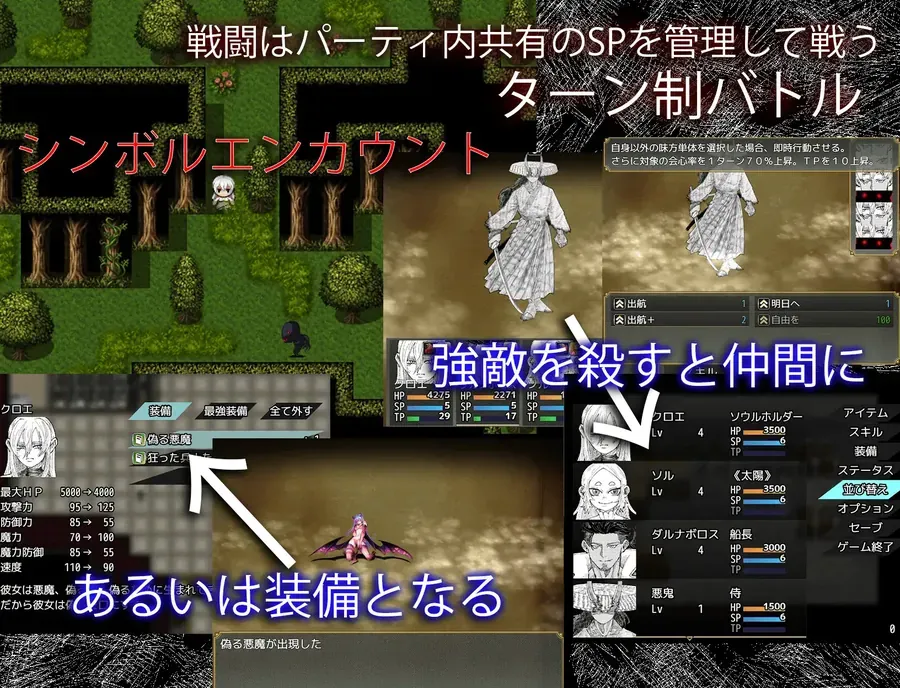 戦闘はパーティ内共有のSPを管理して戦う
ターン制バトル
シンボルエンカウント
自身以外の味方単体を選択した場合、即時行動させる。
さらに対象の会心率を1ターン70%上昇。TPを10上昇。
出航 1
明日へ 1
出航+ 2
自由を 100
強敵を殺すと仲間に
クロエ
HP 4275
SP 5
TP 29
HP 2271
SP 5
TP 17
HP
SP
TP
クロエ
装備
最強装備
全て外す
偽る悪魔
狂った
最大HP 5000→4000
攻撃力 95→125
防御力 85→55
魔力 70→100
魔力防御 85→55
速度 110→90
彼女は悪魔、偽
だから彼女は
あるいは装備となる
偽る悪魔が出現した
クロエ ソウルホルダー
Lv 4
HP 3500
SP 6
TP
ソル 《太陽》
Lv 4
HP 3500
SP 6
TP
ダルナボロス 船長
Lv 4
HP 3000
SP 6
TP
悪鬼 侍
Lv 1
HP 1500
SP 6
TP
アイテム
スキル
装備
ステータス
並び替え
オプション
セーブ
ゲーム終了
0